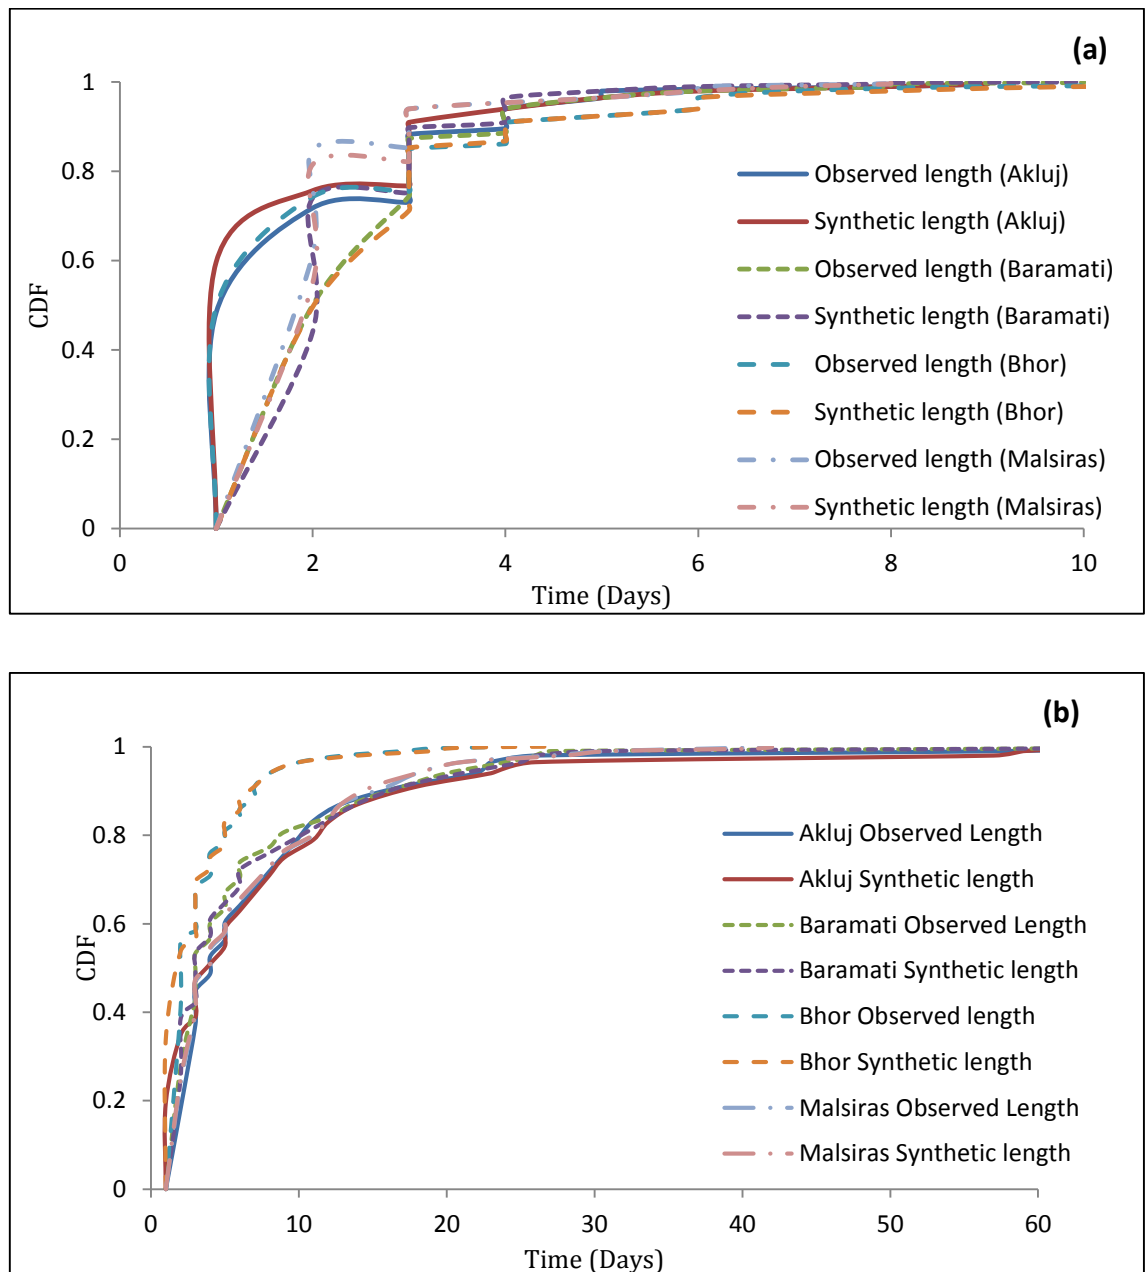 (a)
1
0.8
0.6
0.4
0.2
0
CDF
0 2 4 6 8 10
Time (Days)
Observed length (Akluj)
Synthetic length (Akluj)
Observed length (Baramati)
Synthetic length (Baramati)
Observed length (Bhor)
Synthetic length (Bhor)
Observed length (Malsiras)
Synthetic length (Malsiras)
(b)
1
0.8
0.6
0.4
0.2
0
CDF
0 10 20 30 40 50 60
Time (Days)
Akluj Observed Length
Akluj Synthetic length
Baramati Observed Length
Baramati Synthetic length
Bhor Observed length
Bhor Synthetic length
Malsiras Observed Length
Malsiras Synthetic length